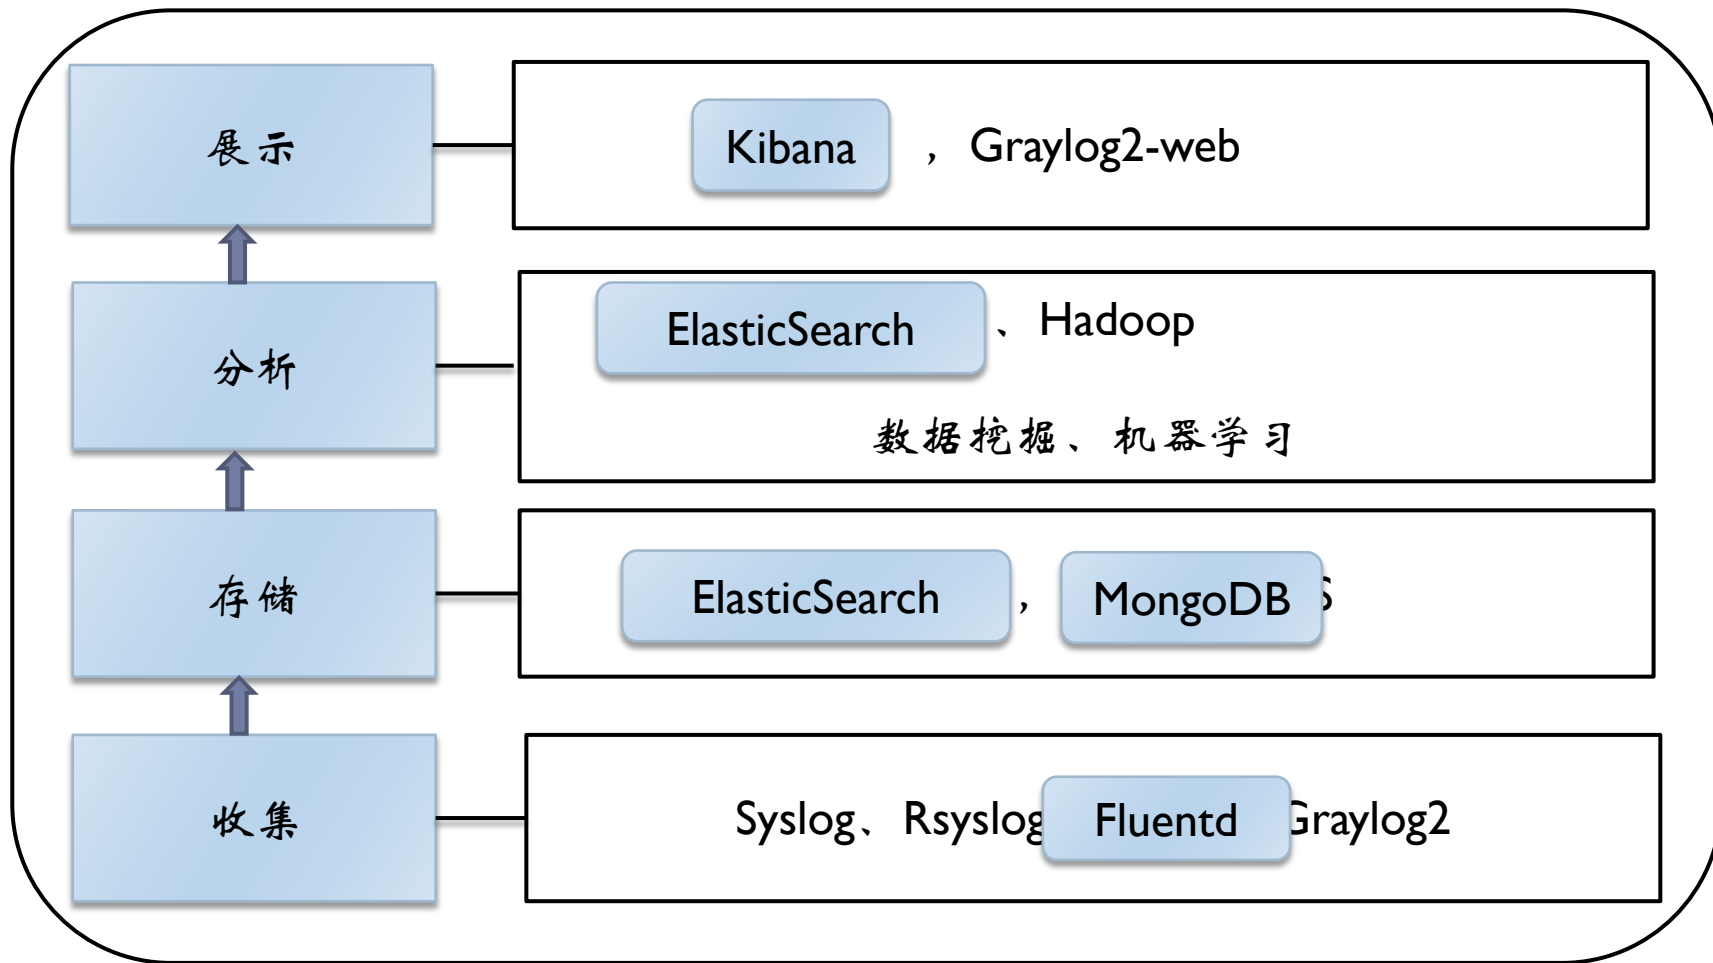 展示
Kibana ， Graylog2-web
分析
ElasticSearch 、Hadoop
数据挖掘、机器学习
存储
ElasticSearch ， MongoDB
收集
Syslog、Rsyslog Fluentd Graylog2